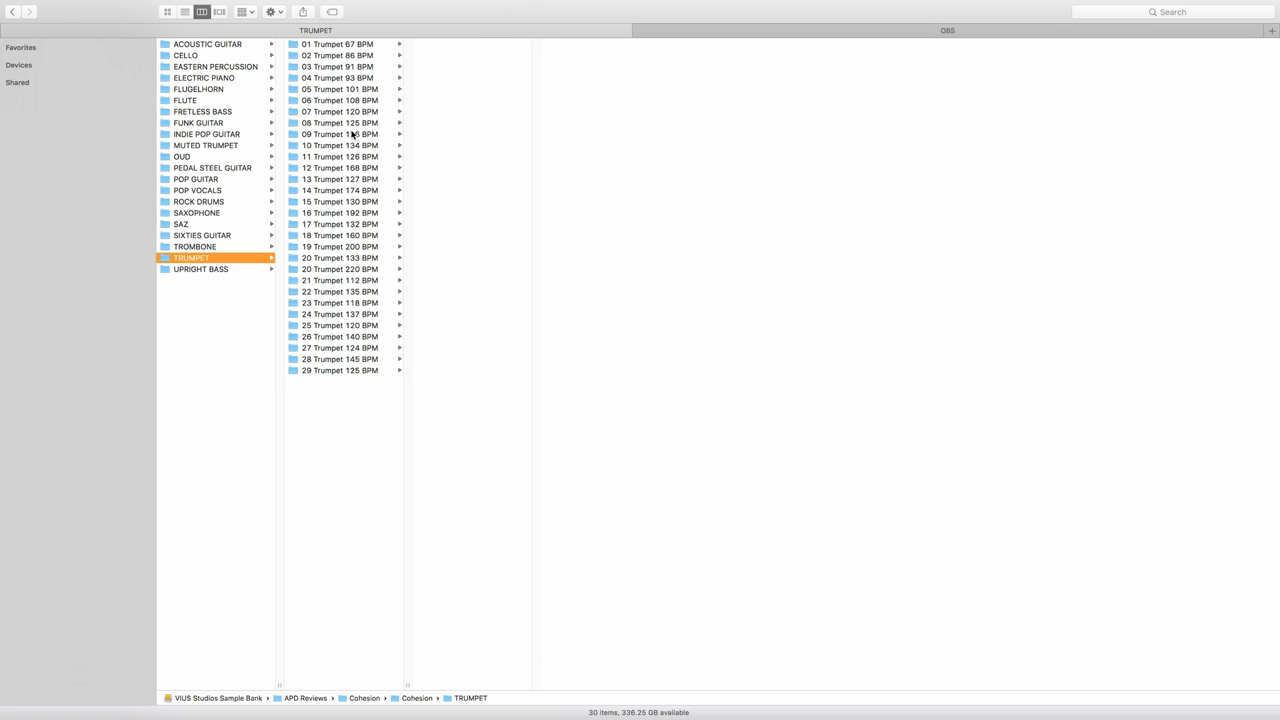 Search
TRUMPET
OBS
Favorites
Devices
Shared
ACOUSTIC GUITAR
CELLO
EASTERN PERCUSSION
ELECTRIC PIANO
FLUGELHORN
FLUTE
FRETLESS BASS
FUNK GUITAR
INDIE POP GUITAR
MUTED TRUMPET
OUD
PEDAL STEEL GUITAR
POP GUITAR
POP VOCALS
ROCK DRUMS
SAXOPHONE
SAZ
SIXTIES GUITAR
TROMBONE
TRUMPET
UPRIGHT BASS
01 Trumpet 67 BPM
02 Trumpet 86 BPM
03 Trumpet 91 BPM
04 Trumpet 93 BPM
05 Trumpet 101 BPM
06 Trumpet 108 BPM
07 Trumpet 120 BPM
08 Trumpet 125 BPM
09 Trumpet BPM
10 Trumpet 134 BPM
11 Trumpet 126 BPM
12 Trumpet 168 BPM
13 Trumpet 127 BPM
14 Trumpet 174 BPM
15 Trumpet 130 BPM
16 Trumpet 192 BPM
17 Trumpet 132 BPM
18 Trumpet 160 BPM
19 Trumpet 200 BPM
20 Trumpet 133 BPM
20 Trumpet 220 BPM
21 Trumpet 112 BPM
22 Trumpet 135 BPM
23 Trumpet 118 BPM
24 Trumpet 137 BPM
25 Trumpet 120 BPM
26 Trumpet 140 BPM
27 Trumpet 124 BPM
28 Trumpet 145 BPM
29 Trumpet 125 BPM
VIUS Studios Sample Bank › APD Reviews › Cohesion › Cohesion › TRUMPET
30 items, 336.25 GB available